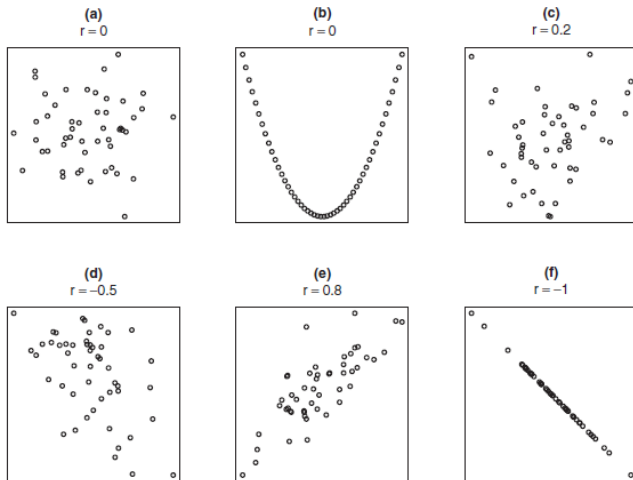 (a)
r = 0
(b)
r = 0
(c)
r = 0.2
(d)
r = −0.5
(e)
r = 0.8
(f)
r = −1